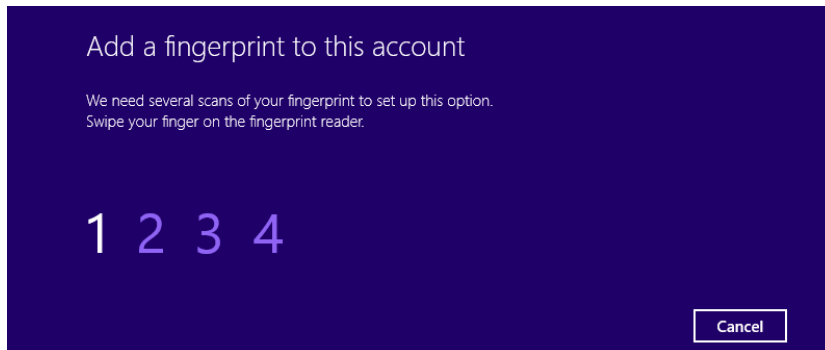 Add a fingerprint to this account
We need several scans of your fingerprint to set up this option.
Swipe your finger on the fingerprint reader.
1 2 3 4
Cancel